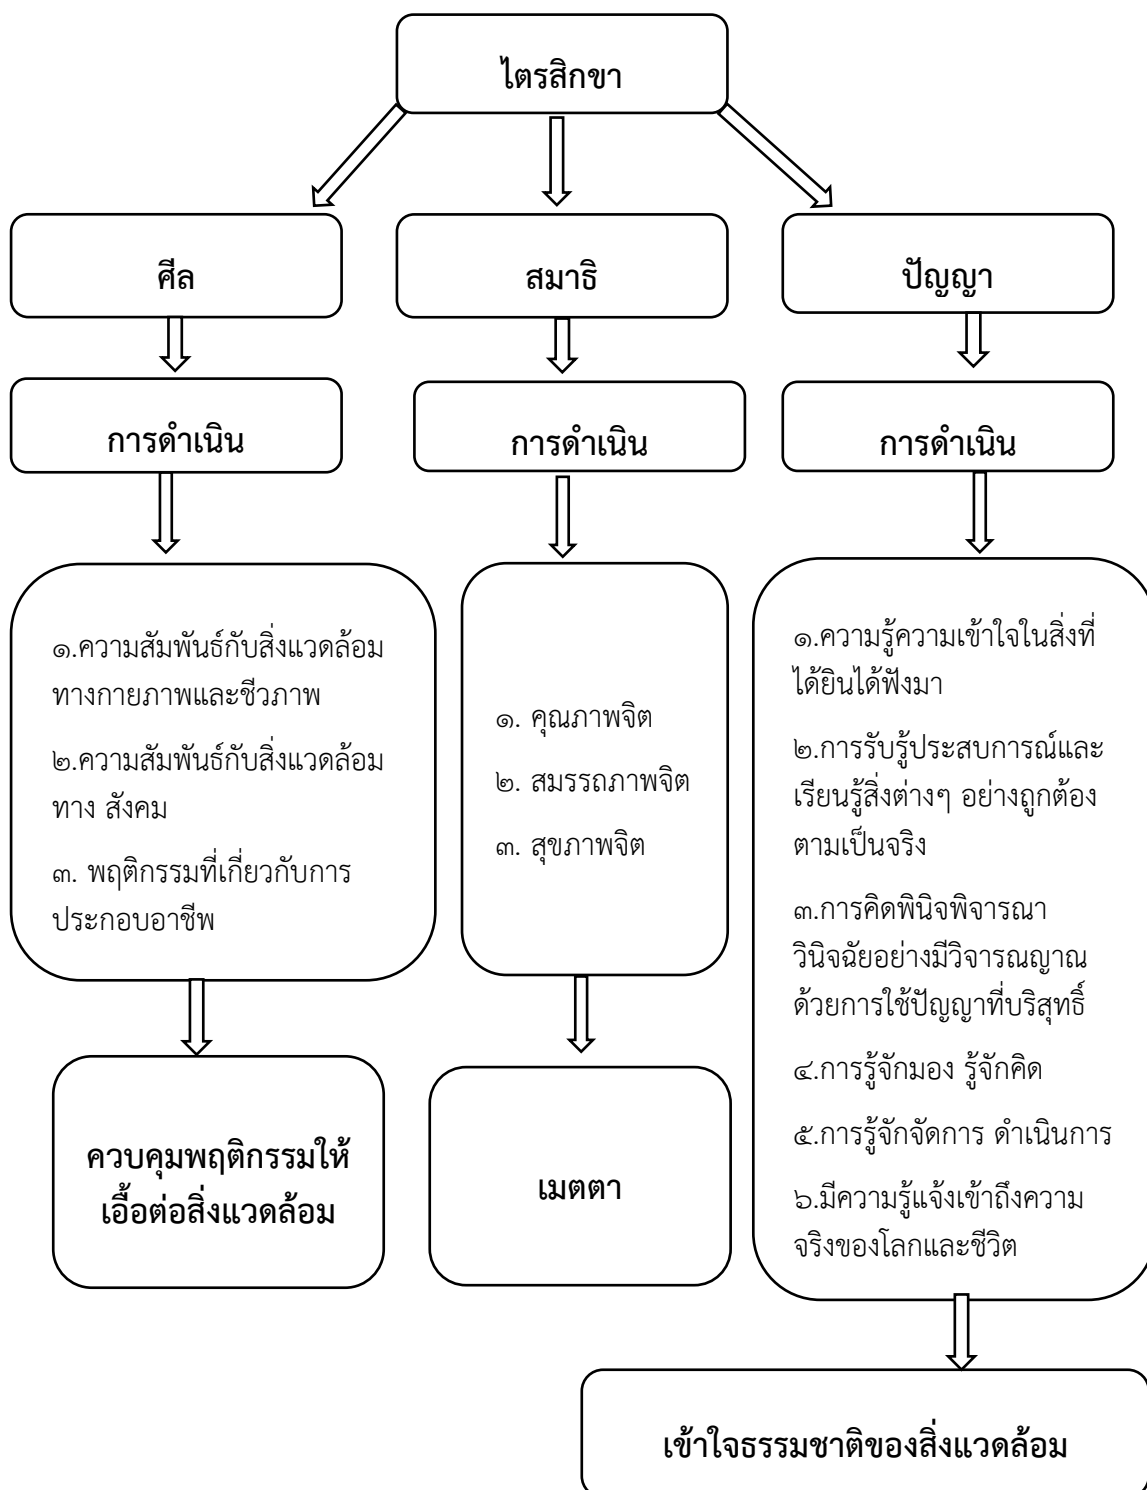 ไตรสิกขา
ศีล
สมาธิ
ปัญญา
การดำเนิน
การดำเนิน
การดำเนิน
๑.ความสัมพันธ์กับสิ่งแวดล้อม
ทางกายภาพและชีวภาพ
๒.ความสัมพันธ์กับสิ่งแวดล้อม
ทาง สังคม
๓. พฤติกรรมที่เกี่ยวกับการ
ประกอบอาชีพ
๑. คุณภาพจิต
๒. สมรรถภาพจิต
๓. สุขภาพจิต
๑.ความรู้ความเข้าใจในสิ่งที่
ได้ยินได้ฟังมา
๒.การรับรู้ประสบการณ์และ
เรียนรู้สิ่งต่างๆ อย่างถูกต้อง
ตามเป็นจริง
๓.การคิดพินิจพิจารณา
วินิจฉัยอย่างมีวิจารณญาณ
ด้วยการใช้ปัญญาที่บริสุทธิ์
๔.การรู้จักมอง รู้จักคิด
๕.การรู้จักจัดการ ดำเนินการ
๖.มีความรู้แจ้งเข้าถึงความ
จริงของโลกและชีวิต
ควบคุมพฤติกรรมให้
เอื้อต่อสิ่งแวดล้อม
เมตตา
เข้าใจธรรมชาติของสิ่งแวดล้อม